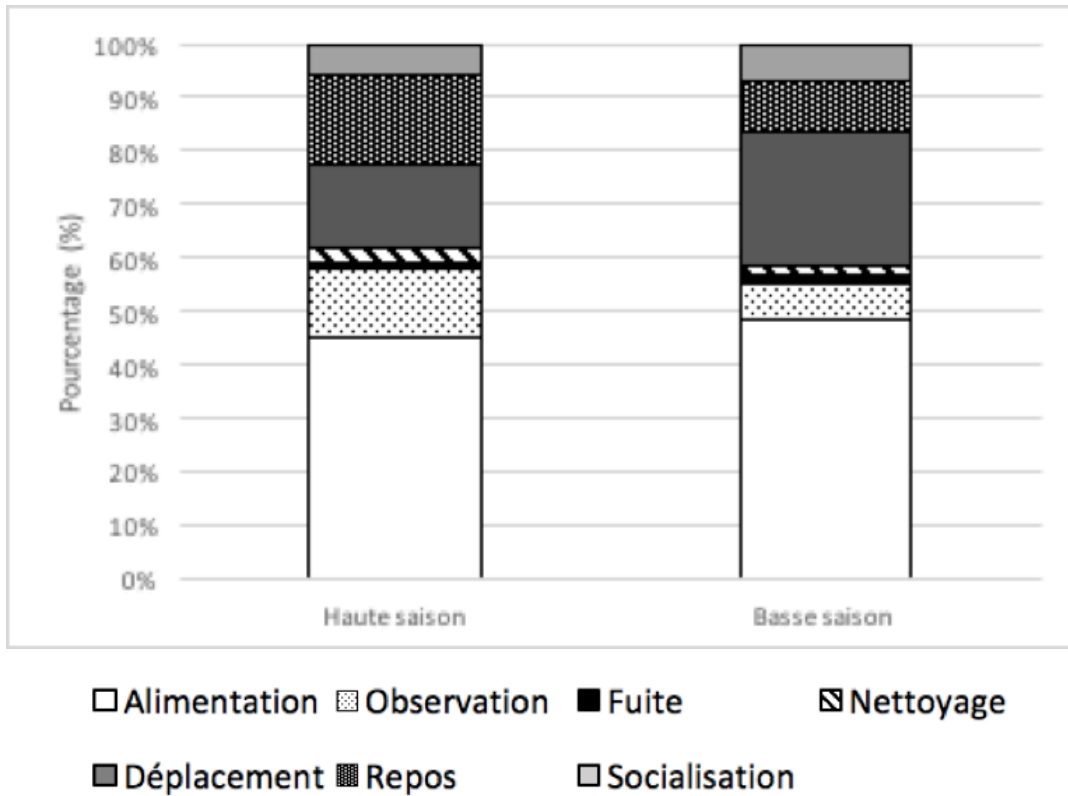 100%
90%
80%
70%
60%
50%
40%
30%
20%
10%
0%
Pourcentage (%)
Haute saison Basse saison
Alimentation Observation Fuite Nettoyage
Déplacement Repos Socialisation